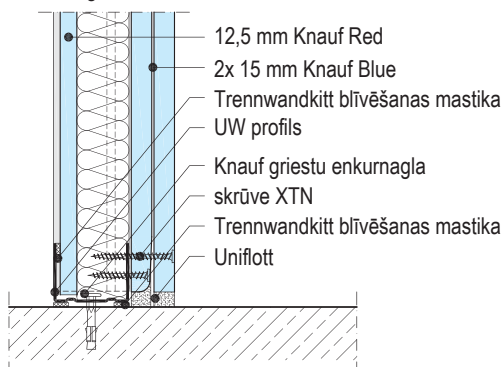 12,5 mm Knauf Red
2x 15 mm Knauf Blue
Trennwandkitt blīvēšanas mastika
UW profils
Knauf griestu enkurnagla
skrūve XTN
Trennwandkitt blīvēšanas mastika
Uniflott